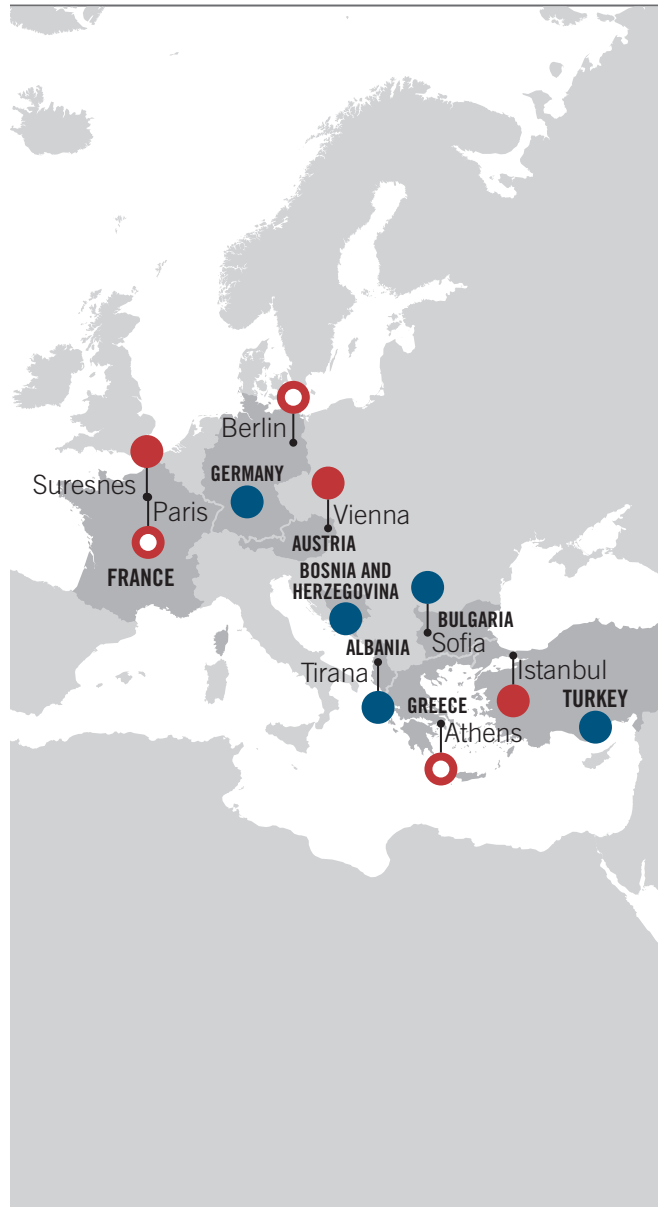 Berlin
GERMANY
Suresnes
Paris
Vienna
AUSTRIA
FRANCE
BOSNIA AND
HERZEGOVINA
BULGARIA
Sofia
ALBANIA
Tirana
Istanbul
GREECE
TURKEY
Athens